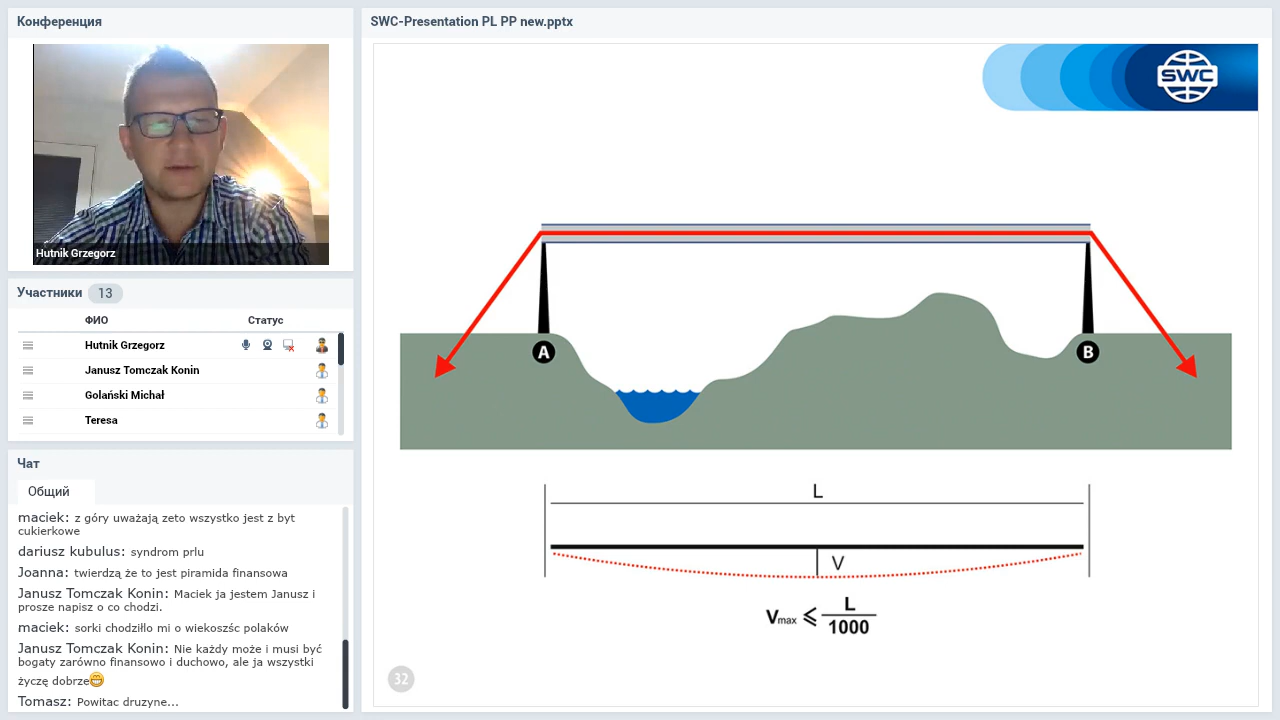 Конференция
Hutnik Grzegorz
Участники 13
ФИО Статус
Hutnik Grzegorz
Janusz Tomczak Konin
Golański Michał
Teresa
Чат
Общий
maciek: z góry uważają zeto wszystko jest z byt
cukierkowe
dariusz kubulus: syndrom prlu
Joanna: twierdzą że to jest piramida finansowa
Janusz Tomczak Konin: Maciek ja jestem Janusz i
prosze napisz o co chodzi.
maciek: sorki chodziłlo mi o wiekoszśc polaków
Janusz Tomczak Konin: Nie każdy może i musi być
bogaty zarówno finansowo i duchowo, ale ja wszystki
życzę dobrze
Tomasz: Powitac druzyne...
SWC-Presentation PL PP new.pptx
SWC
A
B
L
V
Vmax ⩽ L
1000
32